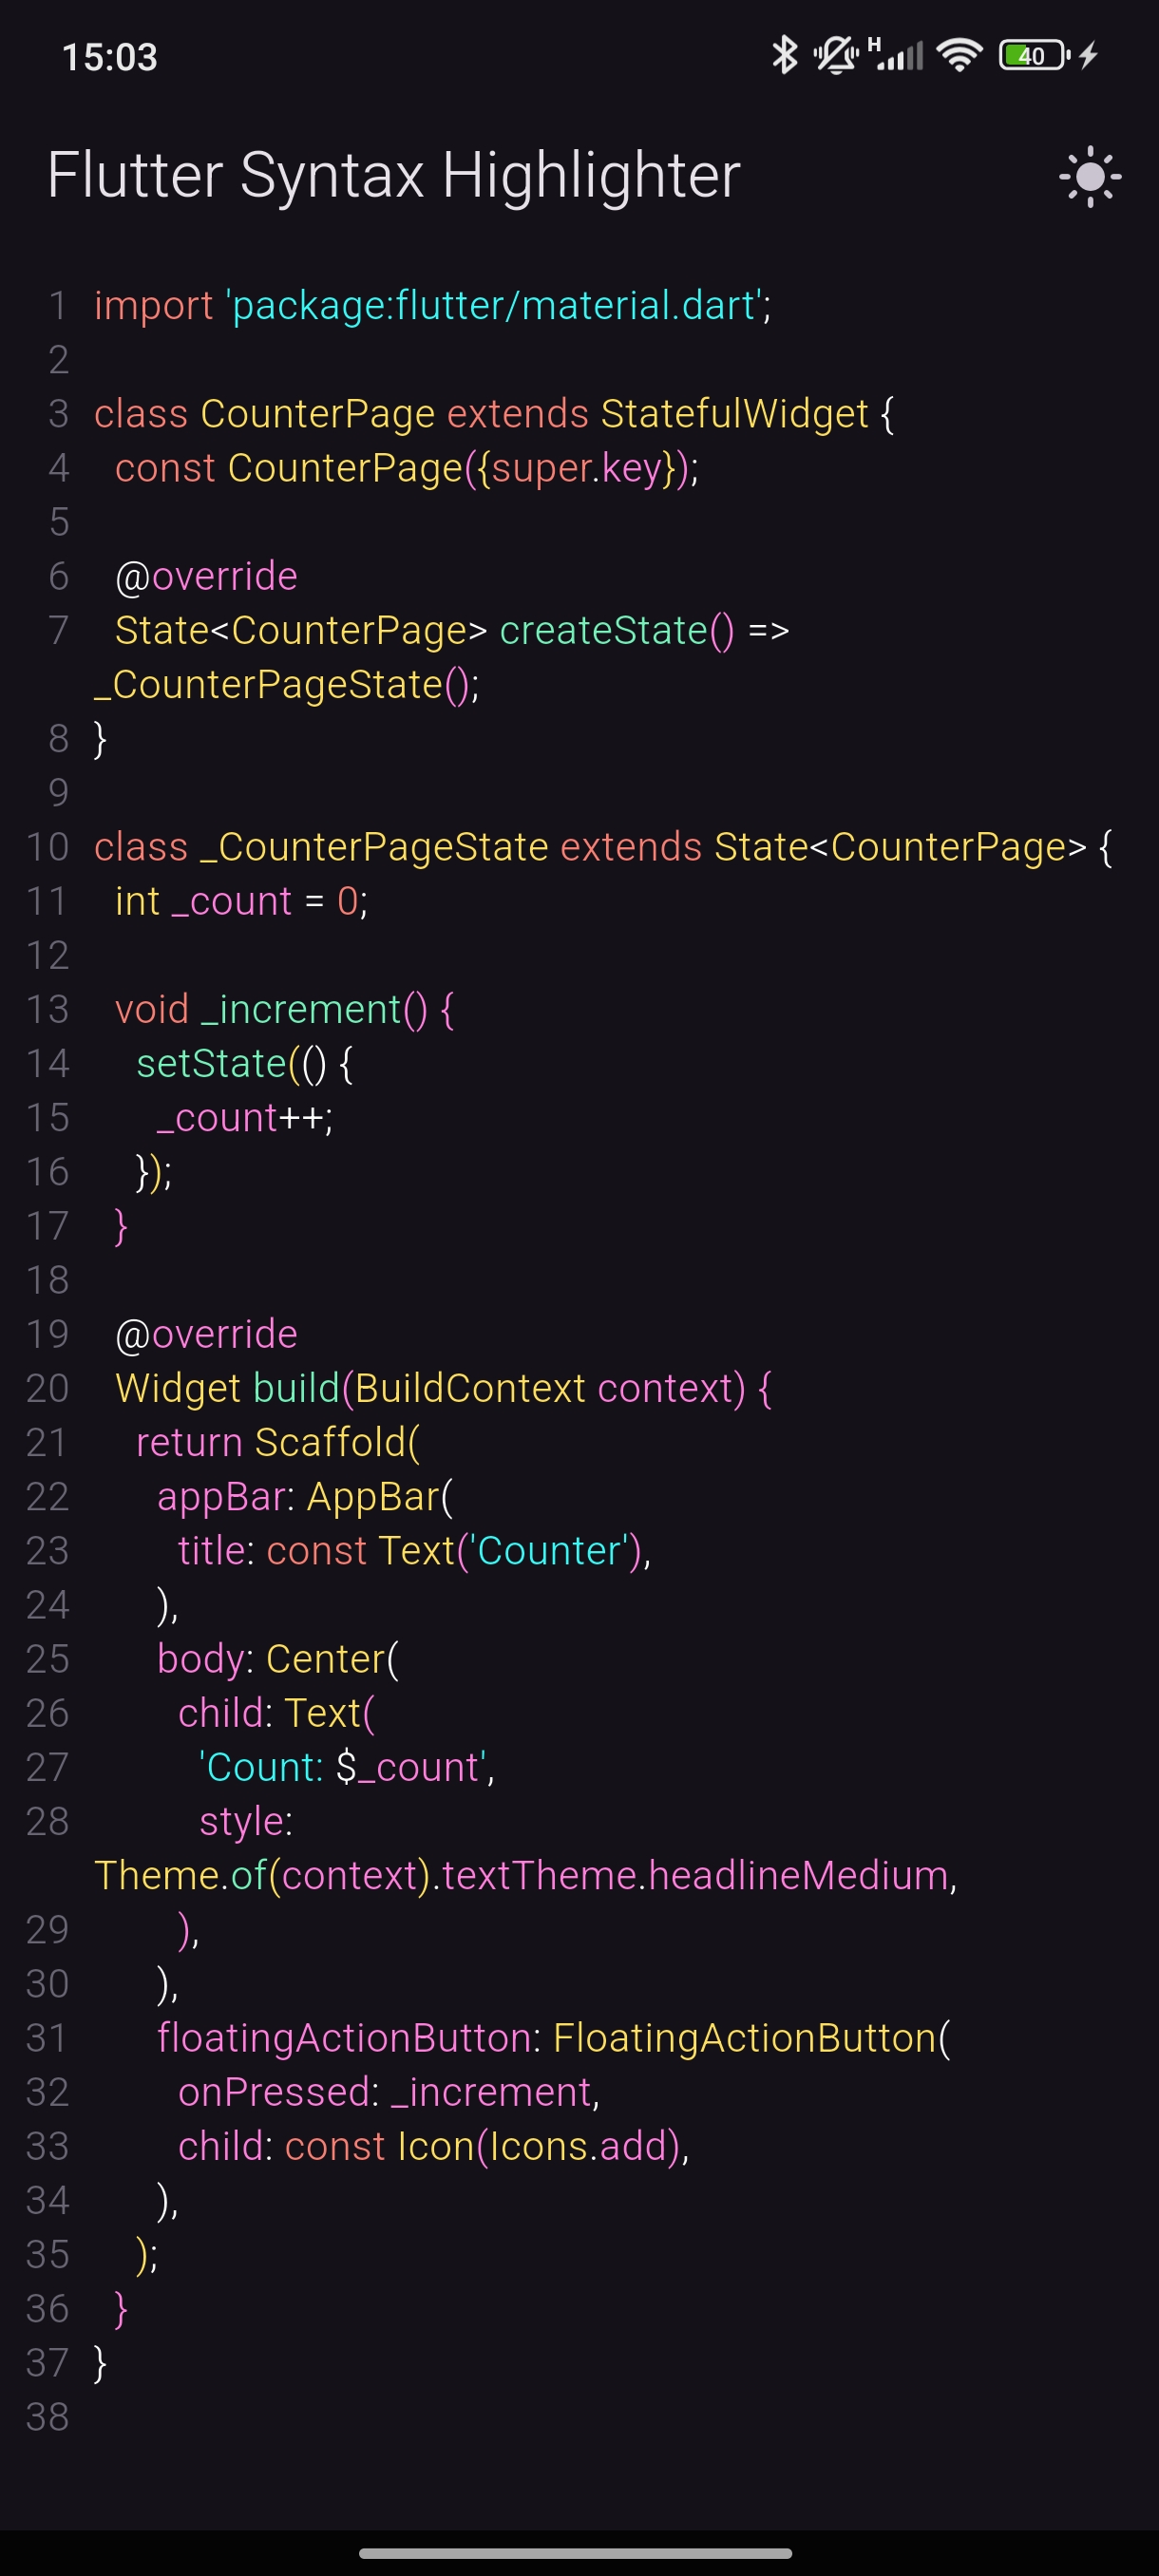 15:03 H 40
Flutter Syntax Highlighter
1 import 'package:flutter/material.dart';
2
3 class CounterPage extends StatefulWidget {
4   const CounterPage({super.key});
5
6   @override
7   State<CounterPage> createState() =>
_CounterPageState();
8 }
9
10 class _CounterPageState extends State<CounterPage> {
11   int _count = 0;
12
13   void _increment() {
14     setState(() {
15       _count++;
16     });
17   }
18
19   @override
20   Widget build(BuildContext context) {
21     return Scaffold(
22       appBar: AppBar(
23         title: const Text('Counter'),
24       ),
25       body: Center(
26         child: Text(
27           'Count: $_count',
28           style:
Theme.of(context).textTheme.headlineMedium,
29         ),
30       ),
31       floatingActionButton: FloatingActionButton(
32         onPressed: _increment,
33         child: const Icon(Icons.add),
34       ),
35     );
36   }
37 }
38